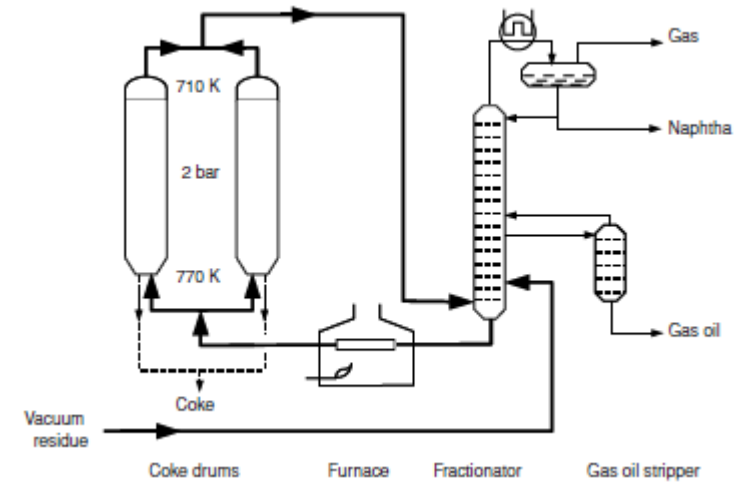 Gas
710 K
Naphtha
2 bar
770 K
Gas oil
Coke
Vacuum
residue
Coke drums Furnace Fractionator Gas oil stripper